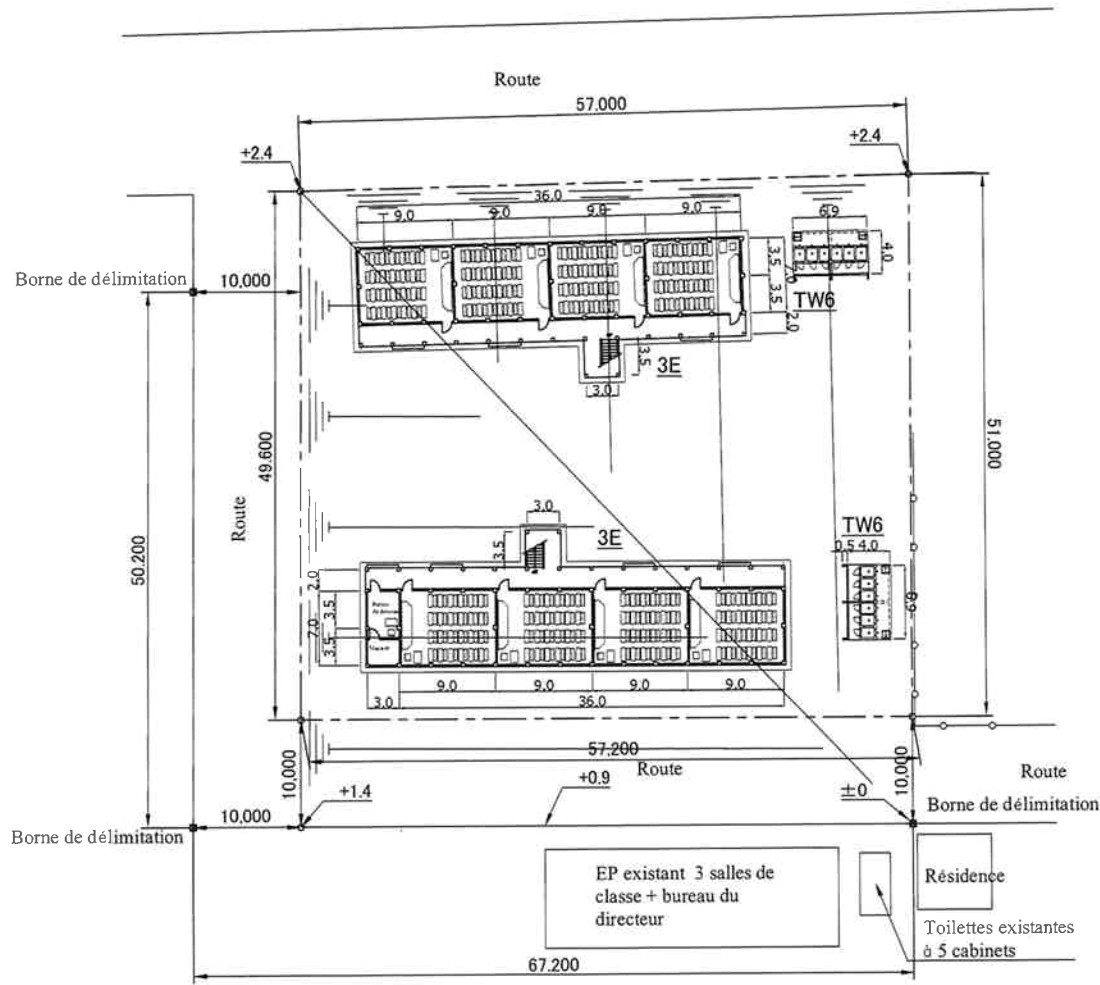 Route
57.000
+2.4
+2.4
36.0
9.0
9.0
9.0
9.0
6.9
4.0
Borne de délimitation
10,000
3.5
7.0
3.5
2.0
TW6
3.5
3E
3.0
49.600
51.000
Route
50.200
3.0
3E
3.5
TW6
0.5 4.0
6.9
2.0
3.5
7.0
3.5
9.0
9.0
9.0
9.0
3.0
36.0
57,200
Route
Route
10,000
10,000
+1.4
+0.9
±0
Borne de délimitation
10,000
Borne de délimitation
EP existant 3 salles de
classe + bureau du
directeur
Résidence
Toilettes existantes
à 5 cabinets
67.200